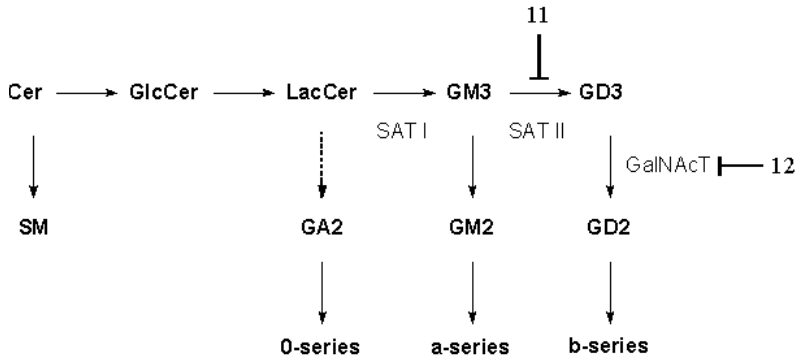 11
Cer GlcCer LacCer GM3 GD3
SAT I SAT II
GalNAcT 12
SM GA2 GM2 GD2
0-series a-series b-series